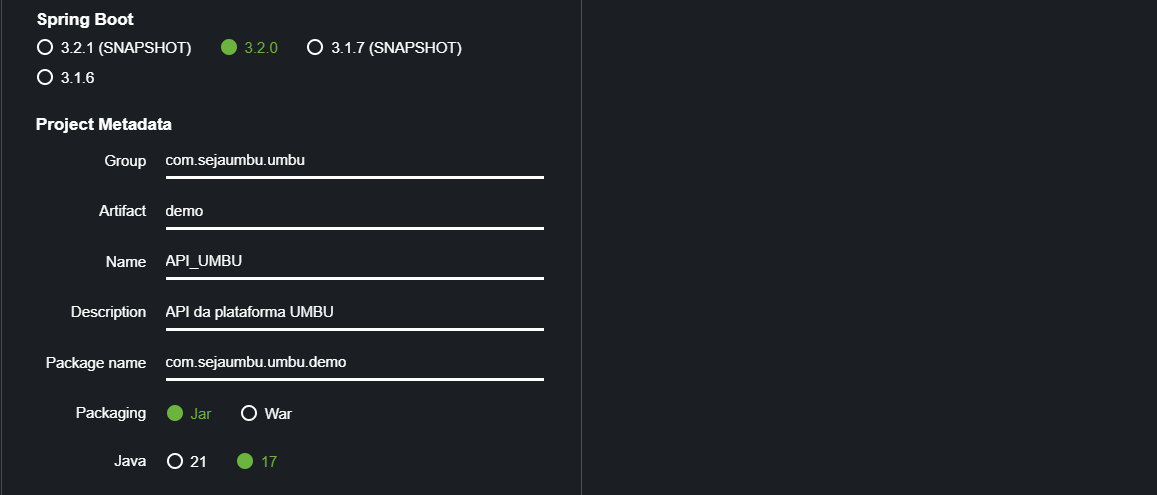 Spring Boot
3.2.1 (SNAPSHOT) 3.2.0 3.1.7 (SNAPSHOT)
3.1.6
Project Metadata
Group com.sejaumbu.umbu
Artifact demo
Name API_UMBU
Description API da plataforma UMBU
Package name com.sejaumbu.umbu.demo
Packaging Jar War
Java 21 17